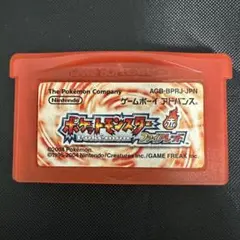 The Pokémon Company AGB-BPRJ-JPN
Nintendo ゲームボーイアドバンス
ポケットモンスター
赤
ファイアレッド
©2004 Pokémon
©1995-2004 Nintendo/Creatures inc./GAME FREAK inc.